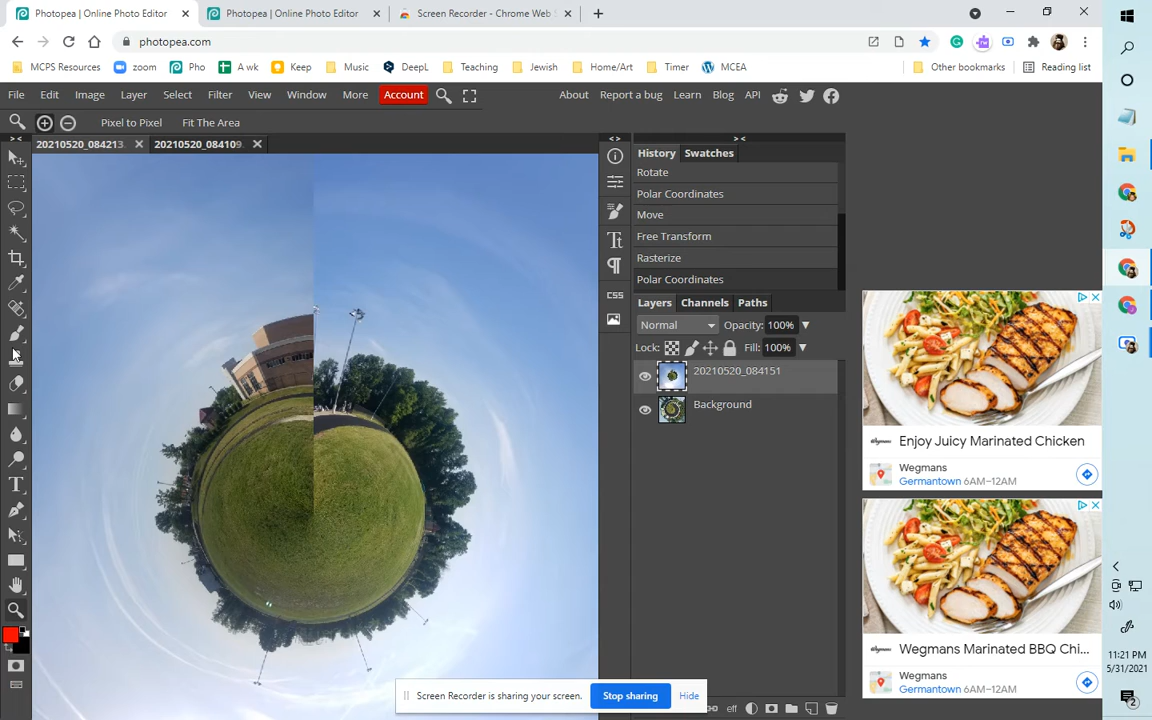 Photopea | Online Photo Editor
Photopea | Online Photo Editor
Screen Recorder - Chrome Web
photopea.com
MCPS Resources
zoom
Pho
A wk
Keep
Music
DeepL
Teaching
Jewish
Home/Art
Timer
MCEA
Other bookmarks
Reading list
File
Edit
Image
Layer
Select
Filter
View
Window
More
Account
About
Report a bug
Learn
Blog
API
Pixel to Pixel
Fit The Area
20210520_084213
20210520_084109
History
Swatches
Rotate
Polar Coordinates
Move
Free Transform
Rasterize
Polar Coordinates
Layers
Channels
Paths
Normal
Opacity: 100%
Lock:
Fill: 100%
20210520_084151
Background
CSS
eff
Enjoy Juicy Marinated Chicken
Wegmans
Germantown 6AM–12AM
Wegmans Marinated BBQ Chi...
Wegmans
Germantown 6AM–12AM
Screen Recorder is sharing your screen.
Stop sharing
Hide
11:21 PM
5/31/2021
2